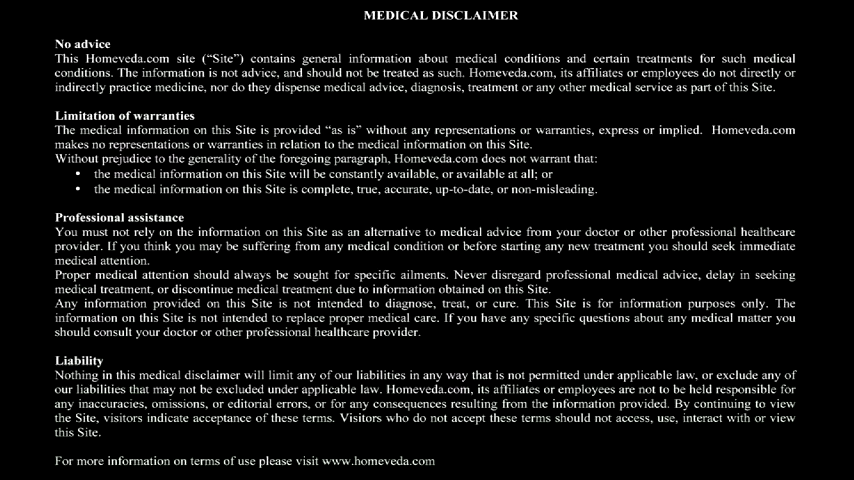 MEDICAL DISCLAIMER
No advice
This Homeveda.com site (“Site”) contains general information about medical conditions and certain treatments for such medical
conditions. The information is not advice, and should not be treated as such. Homeveda.com, its affiliates or employees do not directly or
indirectly practice medicine, nor do they dispense medical advice, diagnosis, treatment or any other medical service as part of this Site.
Limitation of warranties
The medical information on this Site is provided “as is” without any representations or warranties, express or implied. Homeveda.com
makes no representations or warranties in relation to the medical information on this Site.
Without prejudice to the generality of the foregoing paragraph, Homeveda.com does not warrant that:
• the medical information on this Site will be constantly available, or available at all; or
• the medical information on this Site is complete, true, accurate, up-to-date, or non-misleading.
Professional assistance
You must not rely on the information on this Site as an alternative to medical advice from your doctor or other professional healthcare
provider. If you think you may be suffering from any medical condition or before starting any new treatment you should seek immediate
medical attention.
Proper medical attention should always be sought for specific ailments. Never disregard professional medical advice, delay in seeking
medical treatment, or discontinue medical treatment due to information obtained on this Site.
Any information provided on this Site is not intended to diagnose, treat, or cure. This Site is for information purposes only. The
information on this Site is not intended to replace proper medical care. If you have any specific questions about any medical matter you
should consult your doctor or other professional healthcare provider.
Liability
Nothing in this medical disclaimer will limit any of our liabilities in any way that is not permitted under applicable law, or exclude any of
our liabilities that may not be excluded under applicable law. Homeveda.com, its affiliates or employees are not to be held responsible for
any inaccuracies, omissions, or editorial errors, or for any consequences resulting from the information provided. By continuing to view
the Site, visitors indicate acceptance of these terms. Visitors who do not accept these terms should not access, use, interact with or view
this Site.
For more information on terms of use please visit www.homeveda.com